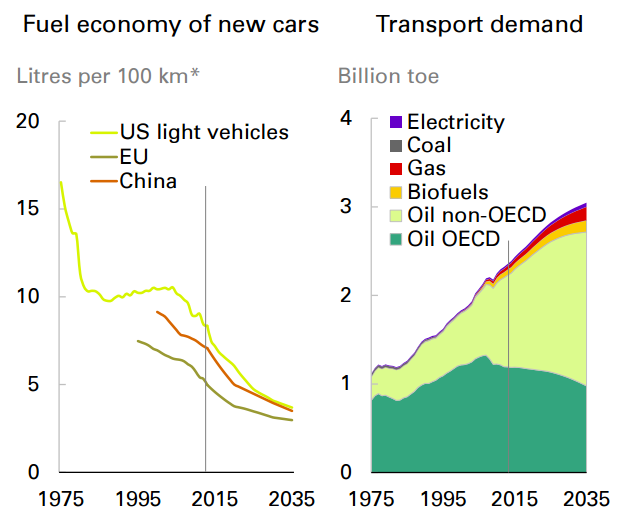 Fuel economy of new cars
Litres per 100 km*
20
15
10
5
0
US light vehicles
EU
China
1975 1995 2015 2035
Transport demand
Billion toe
4
3
2
1
0
Electricity
Coal
Gas
Biofuels
Oil non-OECD
Oil OECD
1975 1995 2015 2035